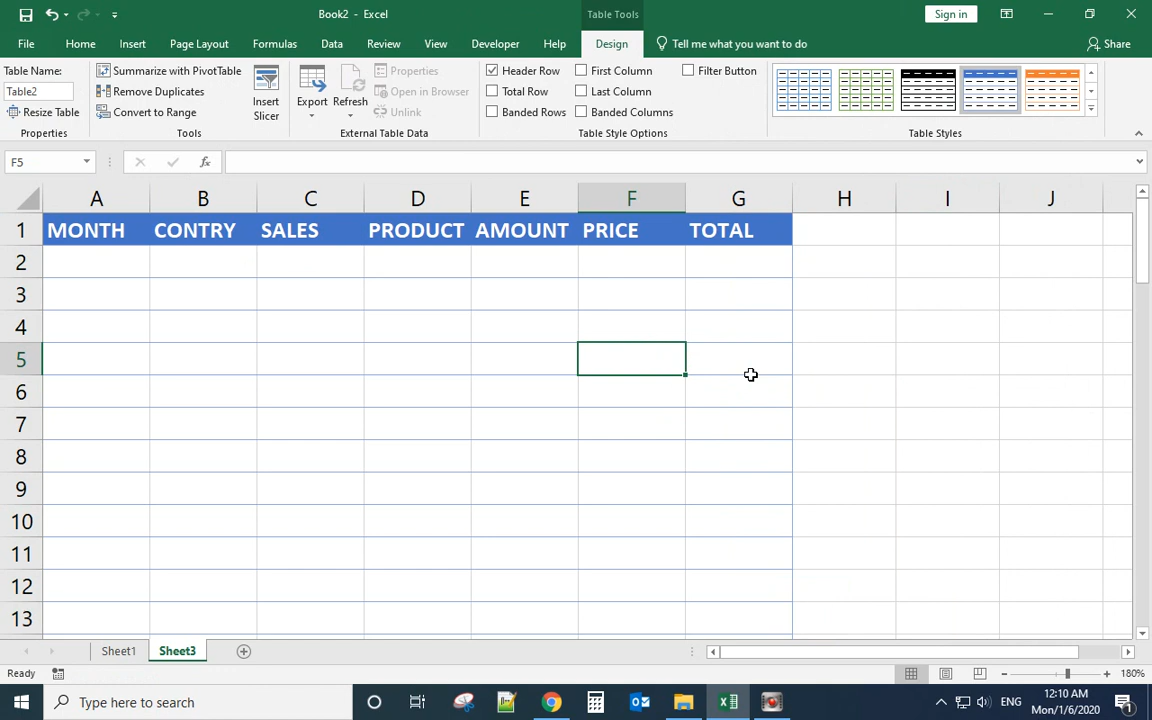 Book2 - Excel
Table Tools
Sign in
File
Home
Insert
Page Layout
Formulas
Data
Review
View
Developer
Help
Design
Tell me what you want to do
Share
Table Name:
Table2
Resize Table
Properties
Summarize with PivotTable
Remove Duplicates
Convert to Range
Tools
Insert
Slicer
Export
Refresh
Properties
Open in Browser
Unlink
External Table Data
Header Row
Total Row
Banded Rows
First Column
Last Column
Banded Columns
Filter Button
Table Style Options
Table Styles
F5
fx
A B C D E F G H I J
1 MONTH CONTRY SALES PRODUCT AMOUNT PRICE TOTAL
2
3
4
5
6
7
8
9
10
11
12
13
Sheet1
Sheet3
Ready
180%
Type here to search
ENG
12:10 AM
Mon/1/6/2020
1